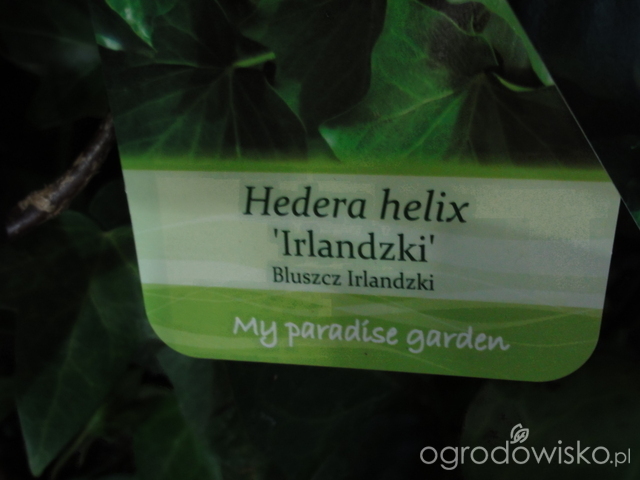 Hedera helix
'Irlandzki'
Bluszcz Irlandzki
My paradise garden
ogrodowisko.pl